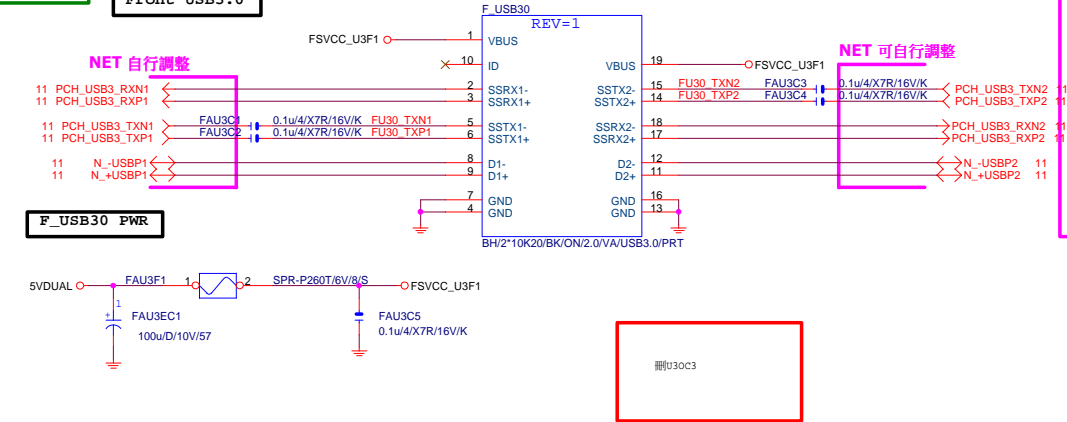 Front USB3.0
F_USB30
REV=1
FSVCC_U3F1
1
VBUS
10
ID
VBUS
19
FSVCC_U3F1
NET 自行調整
NET 可自行調整
11 PCH_USB3_RXN1
2
SSRX1-
11 PCH_USB3_RXP1
3
SSRX1+
SSTX2-
15
FU30_TXN2
FAU3C3
0.1u/4/X7R/16V/K
PCH_USB3_TXN2 11
SSTX2+
14
FU30_TXP2
FAU3C4
0.1u/4/X7R/16V/K
PCH_USB3_TXP2 11
11 PCH_USB3_TXN1
FAU3C1
0.1u/4/X7R/16V/K
FU30_TXN1
5
SSTX1-
11 PCH_USB3_TXP1
FAU3C2
0.1u/4/X7R/16V/K
FU30_TXP1
6
SSTX1+
SSRX2-
18
PCH_USB3_RXN2 11
SSRX2+
17
PCH_USB3_RXP2 11
11 N_-USBP1
8
D1-
11 N_+USBP1
9
D1+
D2-
12
N_-USBP2 11
D2+
11
N_+USBP2 11
7
GND
4
GND
GND
16
GND
13
BH/2*10K20/BK/ON/2.0/VA/USB3.0/PRT
F_USB30 PWR
5VDUAL
FAU3F1
1
2
SPR-P260T/6V/8/S
FSVCC_U3F1
1
+
FAU3EC1
100u/D/10V/57
FAU3C5
0.1u/4/X7R/16V/K
刪U3OC3